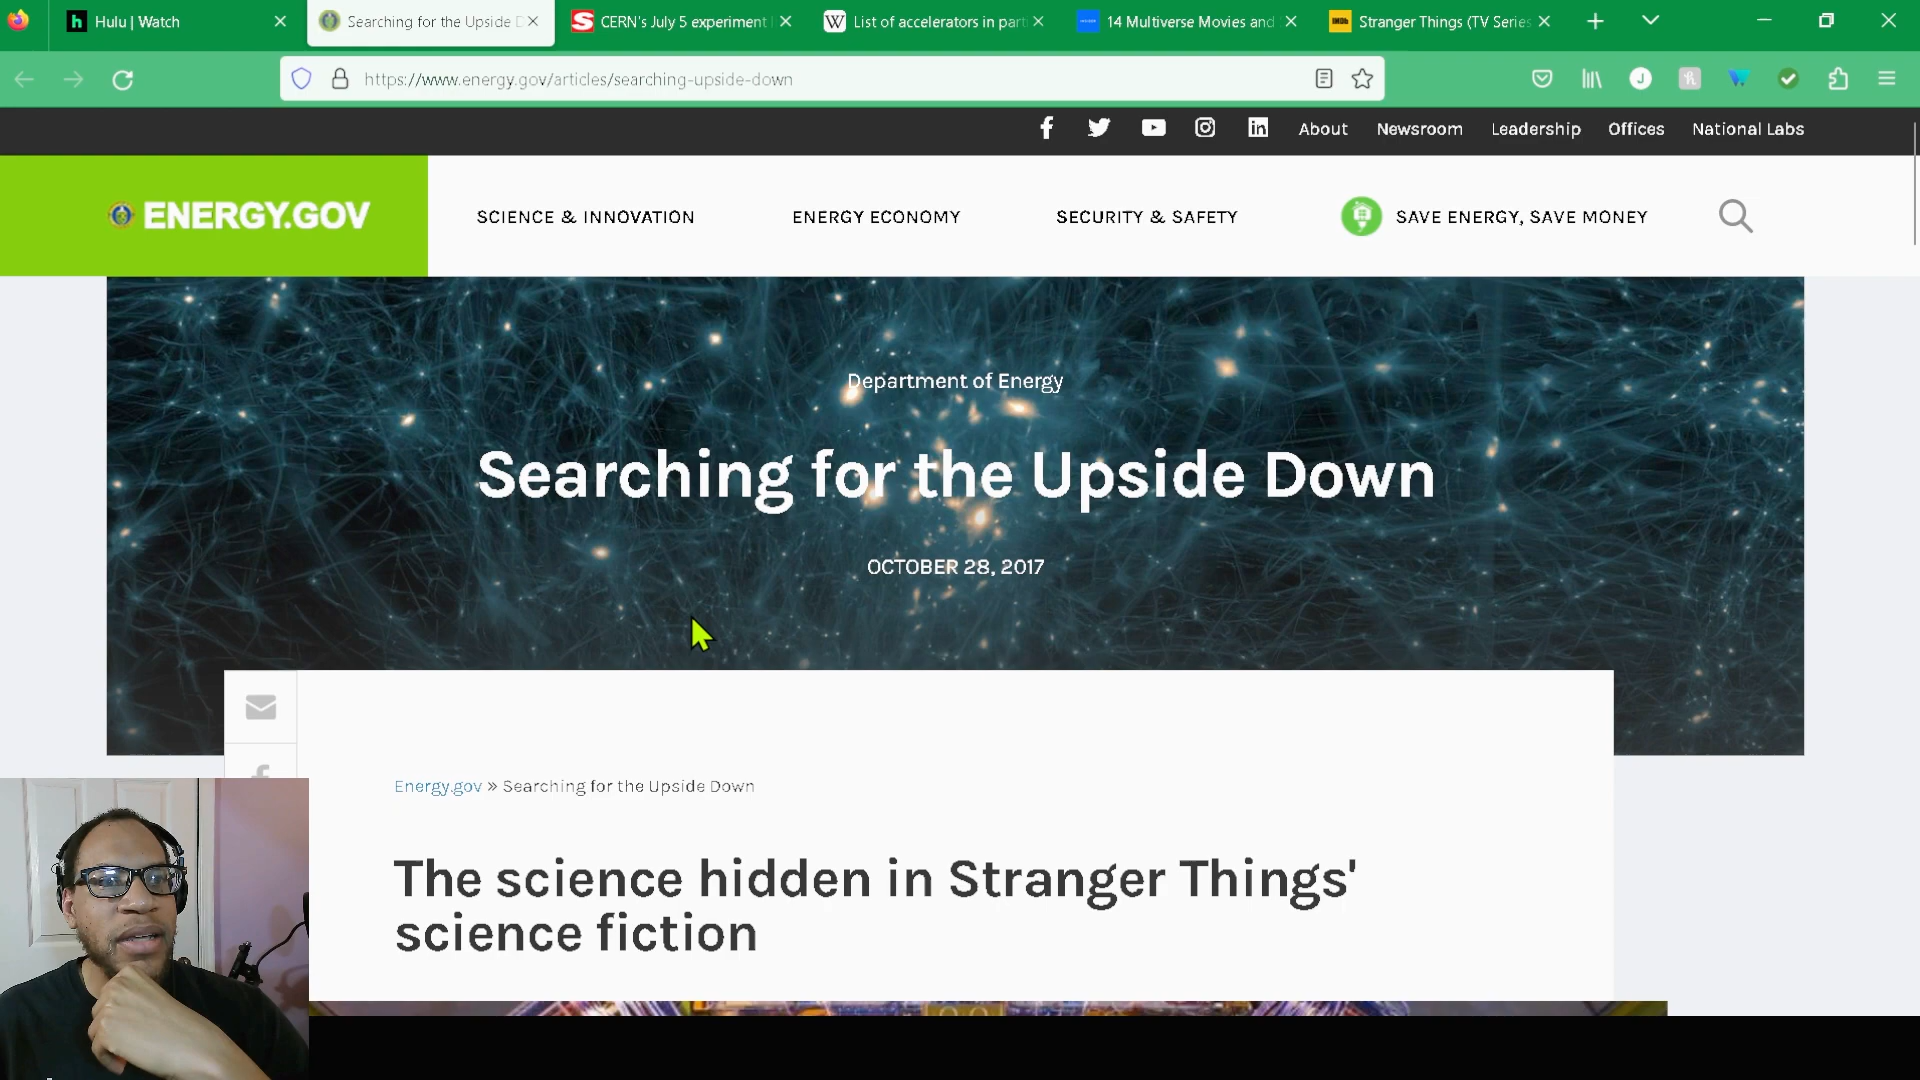 Hulu | Watch
Searching for the Upside D
CERN's July 5 experiment
List of accelerators in part
14 Multiverse Movies and
Stranger Things (TV Series
https://www.energy.gov/articles/searching-upside-down
About Newsroom Leadership Offices National Labs
ENERGY.GOV
SCIENCE & INNOVATION
ENERGY ECONOMY
SECURITY & SAFETY
SAVE ENERGY, SAVE MONEY
Department of Energy
Searching for the Upside Down
OCTOBER 28, 2017
Energy.gov » Searching for the Upside Down
The science hidden in Stranger Things'
science fiction